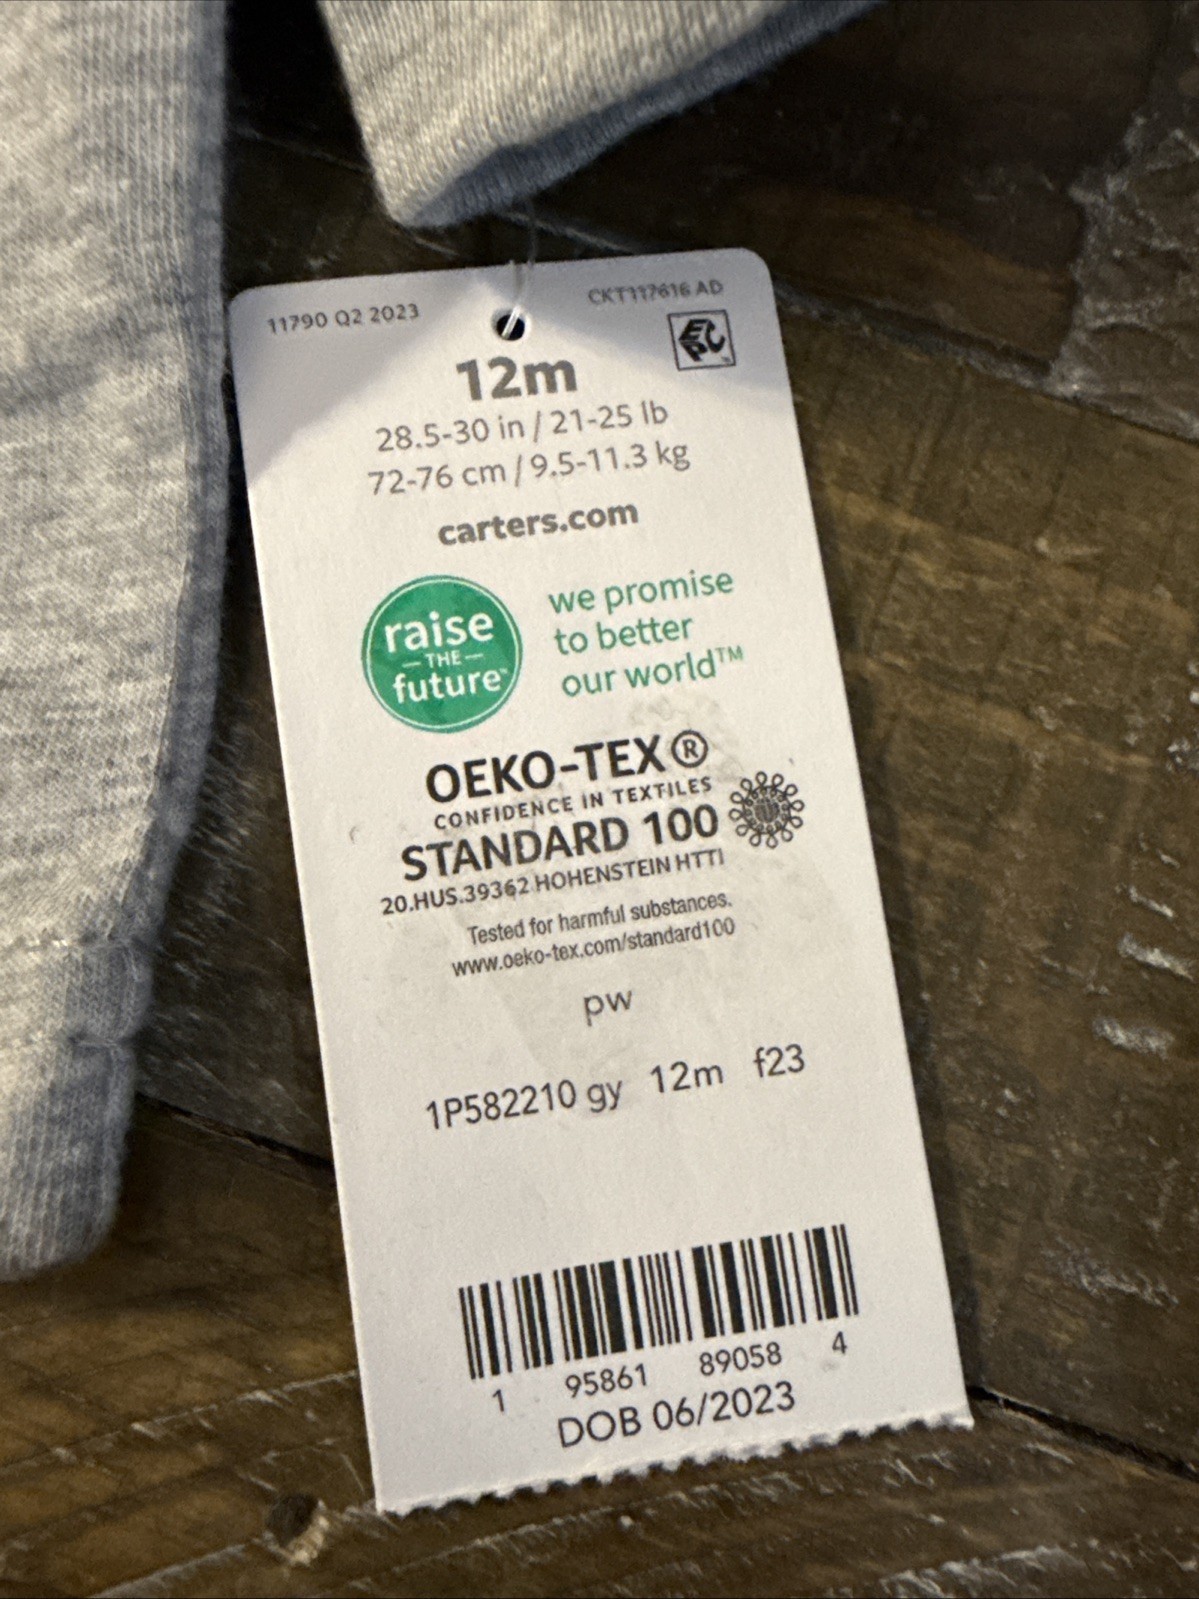 11790 Q2 2023
CKT117616 AD
EPC
12m
28.5-30 in / 21-25 lb
72-76 cm / 9.5-11.3 kg
carters.com
raise
THE
future™
we promise
to better
our world™
OEKO-TEX®
CONFIDENCE IN TEXTILES
STANDARD 100
20.HUS.39362 HOHENSTEIN HTTI
Tested for harmful substances.
www.oeko-tex.com/standard100
pw
1P582210 gy 12m f23
1 95861 89058 4
DOB 06/2023